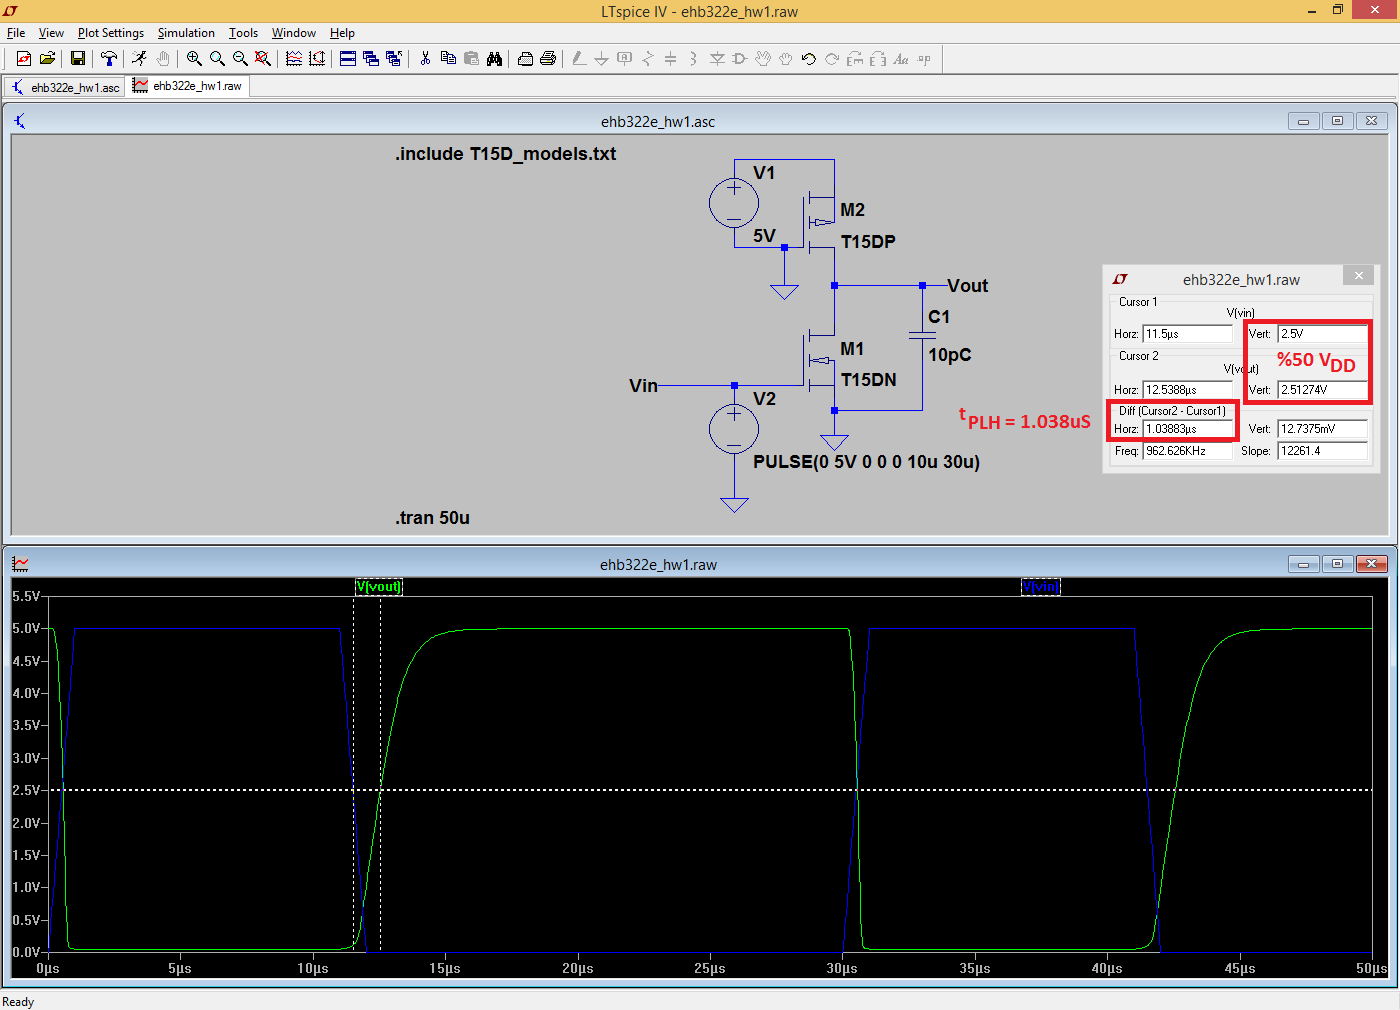 LTspice IV - ehb322e_hw1.raw
File View Plot Settings Simulation Tools Window Help
ehb322e_hw1.asc ehb322e_hw1.raw
ehb322e_hw1.asc
.include T15D_models.txt
V1
M2
5V
T15DP
Vout
C1
M1
10pC
T15DN
Vin
V2
PULSE(0 5V 0 0 0 10u 30u)
.tran 50u
t PLH = 1.038uS
ehb322e_hw1.raw
Cursor 1
V(vin)
Horz: 11.5µs Vert: 2.5V
Cursor 2
V(vout)
%50 VDD
Horz: 12.5388µs Vert: 2.51274V
Diff (Cursor2 - Cursor1)
Horz: 1.03883µs Vert: 12.7375mV
Freq: 962.626KHz Slope: 12261.4
ehb322e_hw1.raw
V(vout) V(vin)
5.5V
5.0V
4.5V
4.0V
3.5V
3.0V
2.5V
2.0V
1.5V
1.0V
0.5V
0.0V
0µs 5µs 10µs 15µs 20µs 25µs 30µs 35µs 40µs 45µs 50µs
Ready